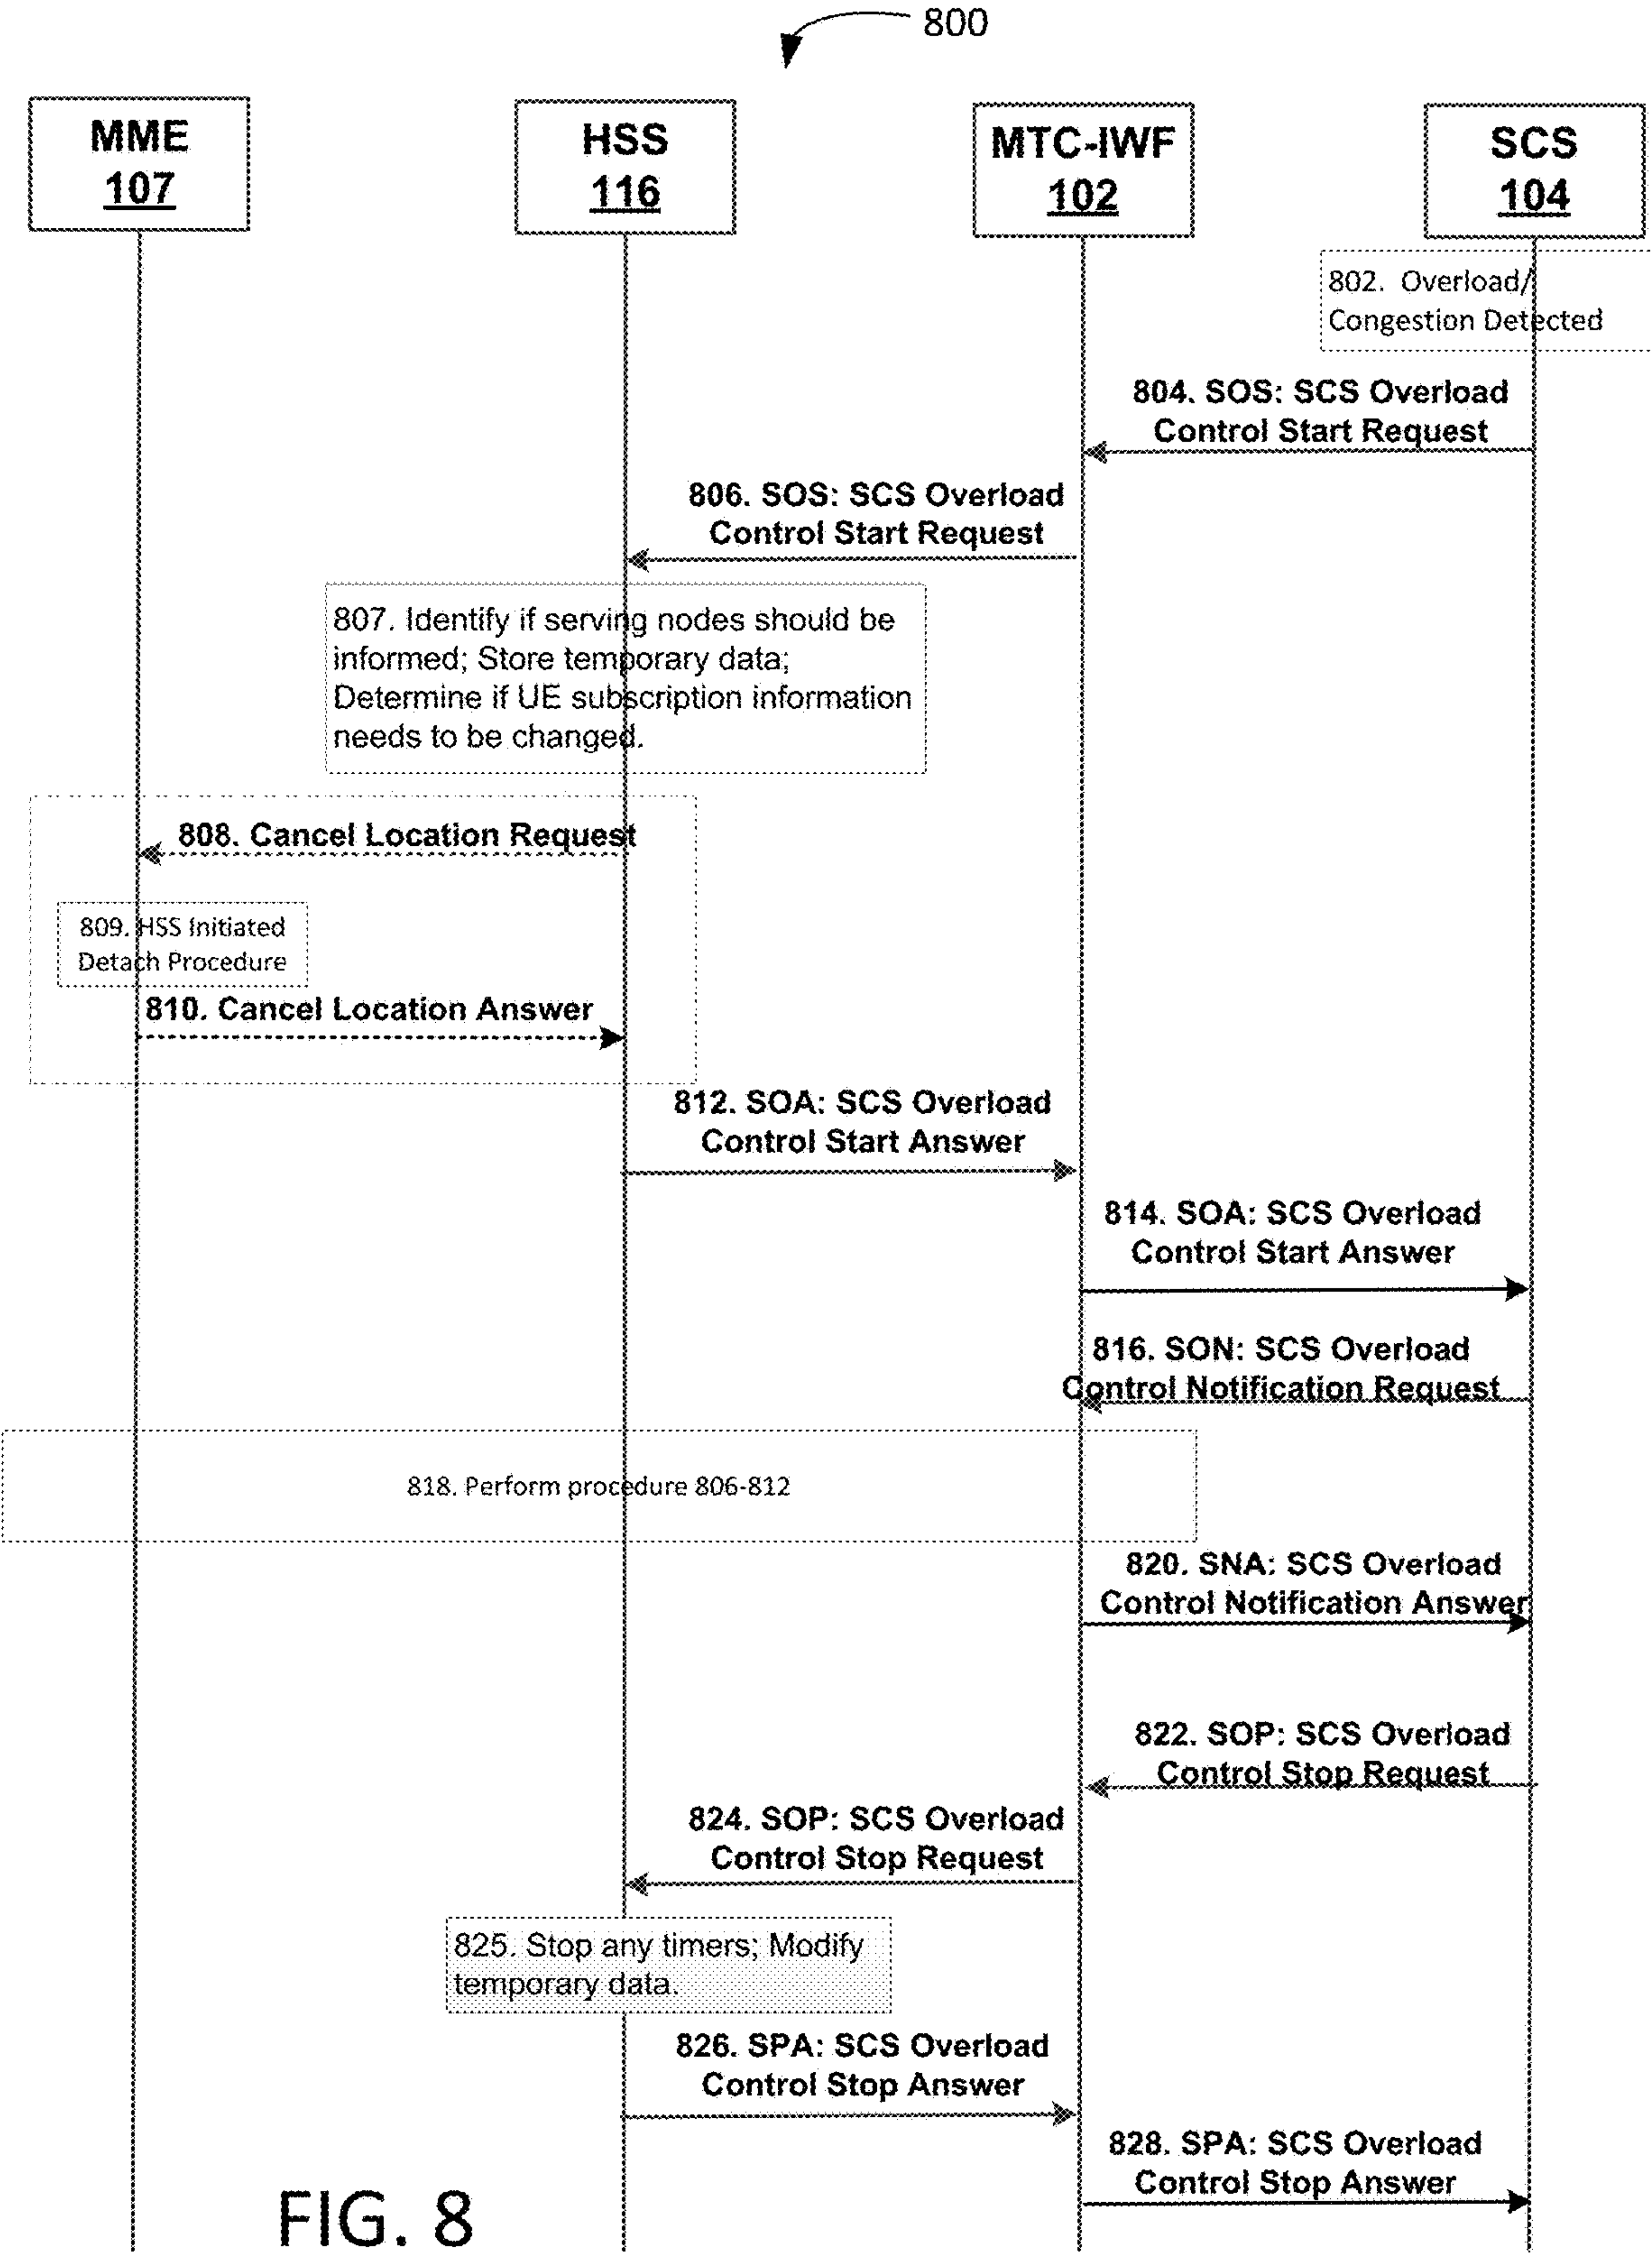 800
MME
107
HSS
116
MTC-IWF
102
SCS
104
802. Overload/
Congestion Detected
804. SOS: SCS Overload
Control Start Request
806. SOS: SCS Overload
Control Start Request
807. Identify if serving nodes should be
informed; Store temporary data;
Determine if UE subscription information
needs to be changed.
808. Cancel Location Request
809. HSS Initiated
Detach Procedure
810. Cancel Location Answer
812. SOA: SCS Overload
Control Start Answer
814. SOA: SCS Overload
Control Start Answer
816. SON: SCS Overload
Control Notification Request
818. Perform procedure 806-812
820. SNA: SCS Overload
Control Notification Answer
822. SOP: SCS Overload
Control Stop Request
824. SOP: SCS Overload
Control Stop Request
825. Stop any timers; Modify
temporary data.
826. SPA: SCS Overload
Control Stop Answer
828. SPA: SCS Overload
Control Stop Answer
FIG. 8